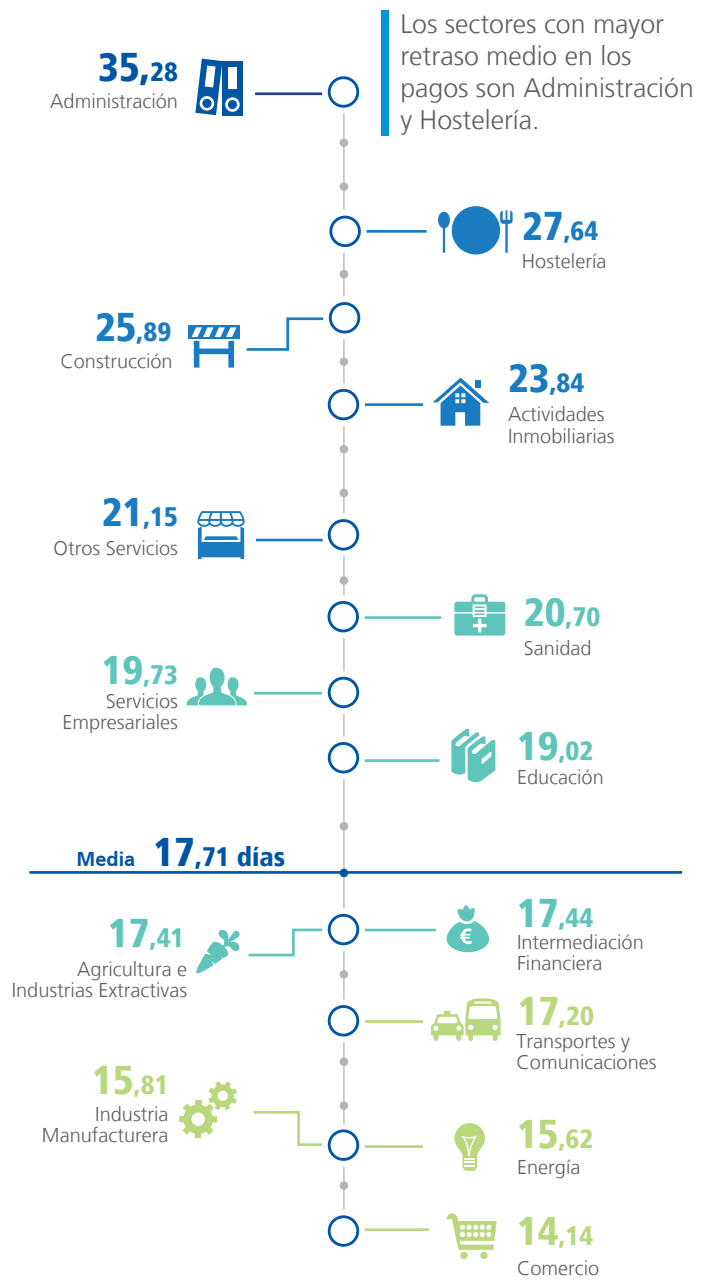 Los sectores con mayor
retraso medio en los
pagos son Administración
y Hostelería.
35,28
Administración
27,64
Hostelería
25,89
Construcción
23,84
Actividades
Inmobiliarias
21,15
Otros Servicios
20,70
Sanidad
19,73
Servicios
Empresariales
19,02
Educación
Media 17,71 días
17,44
Intermediación
Financiera
17,41
Agricultura e
Industrias Extractivas
17,20
Transportes y
Comunicaciones
15,81
Industria
Manufacturera
15,62
Energía
14,14
Comercio